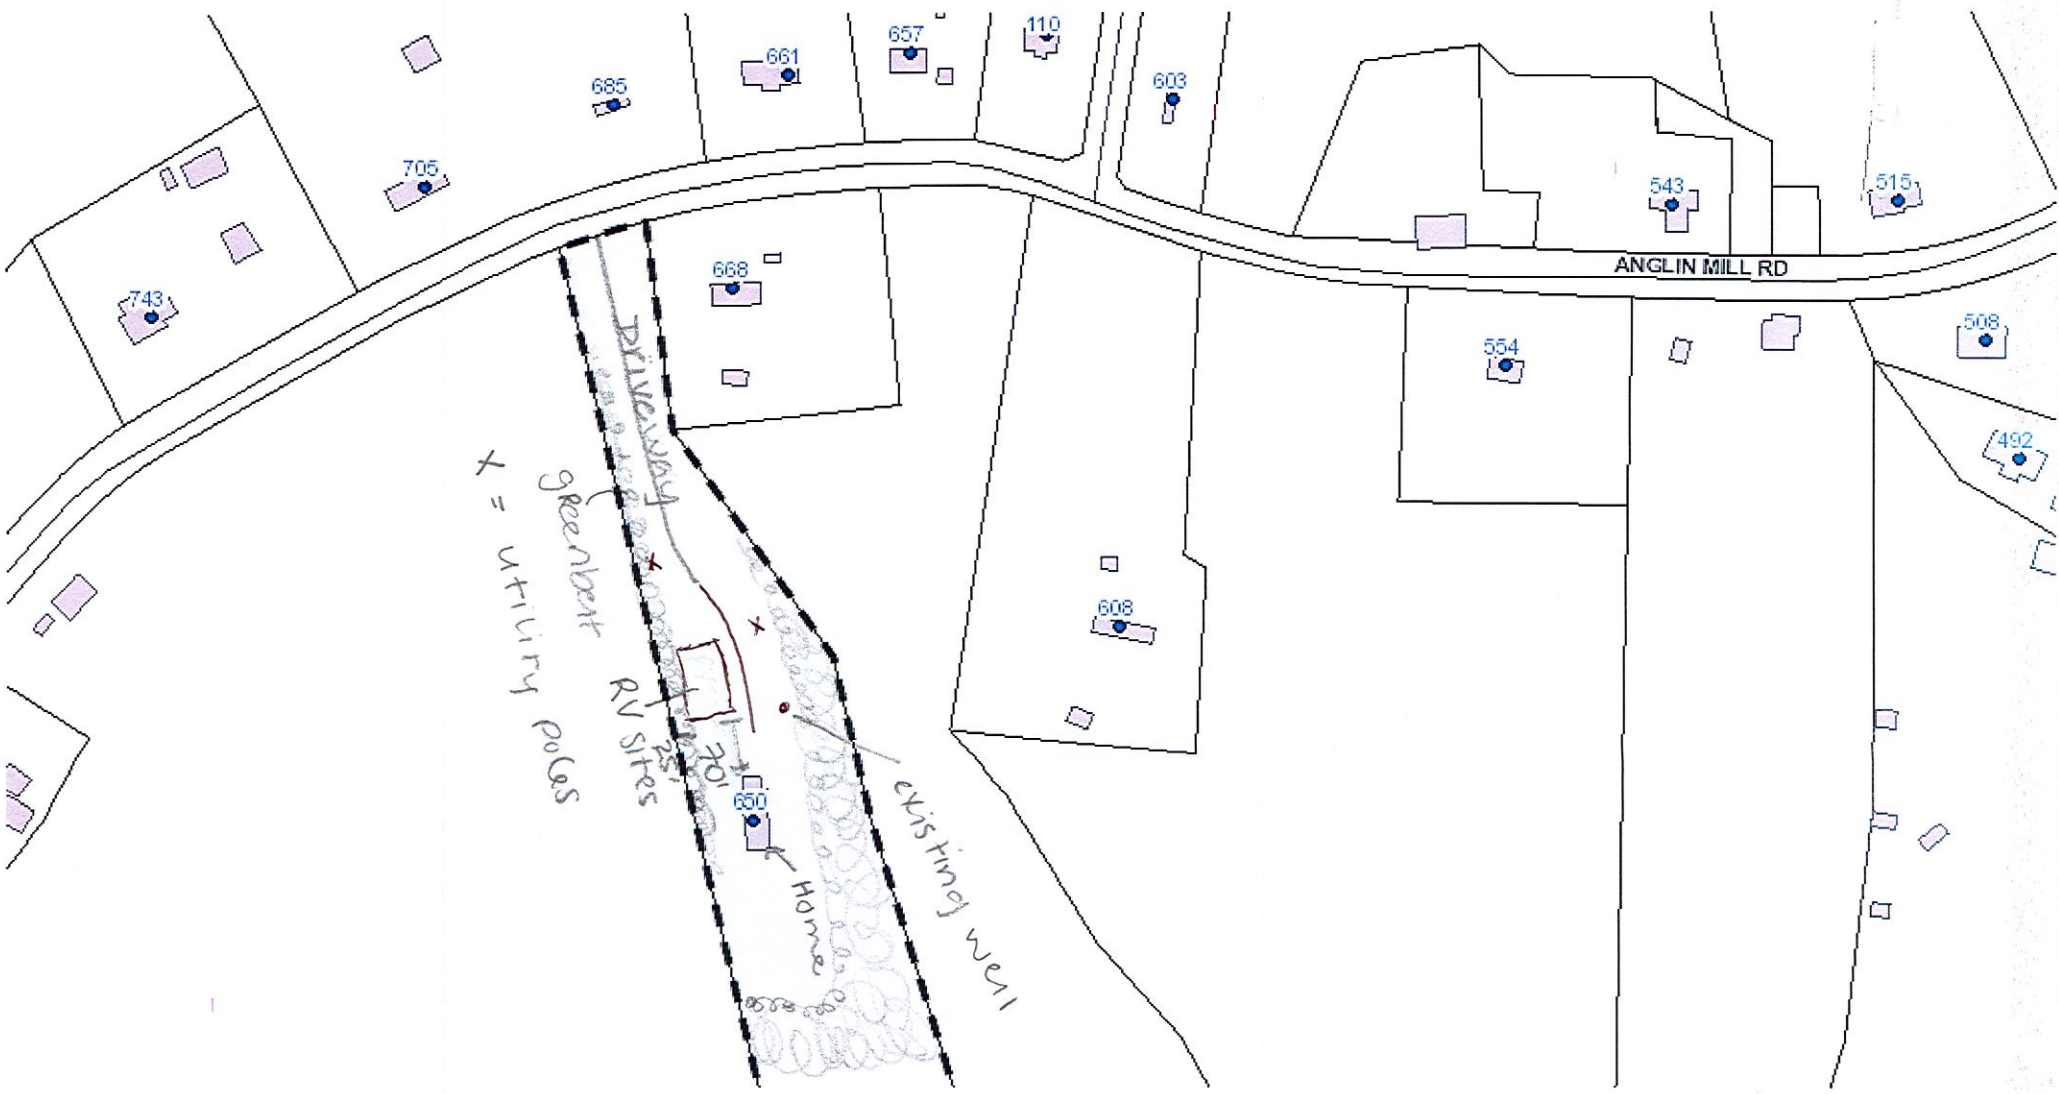 110
657
661
603
685
705
515
543
ANGLIN MILL RD
668
743
508
554
Driveway
492
greenbelt
X = utility poles
608
RV Sites
25'
70'
650
existing well
Home